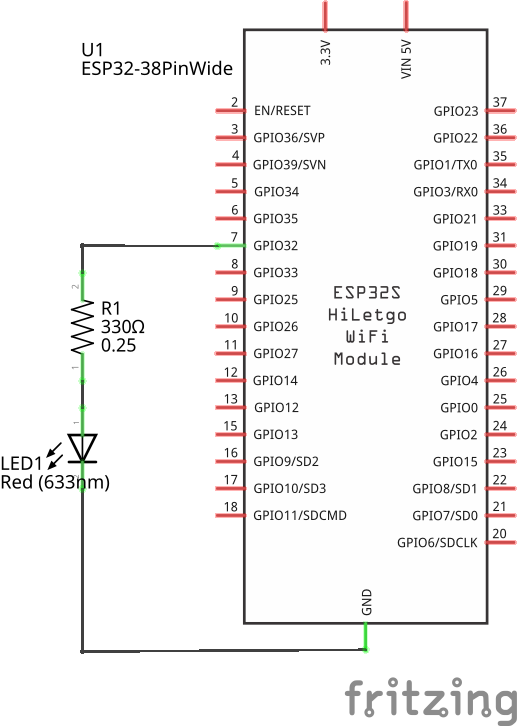 U1
ESP32-38PinWide
3.3V
VIN 5V
2 EN/RESET
3 GPIO36/SVP
4 GPIO39/SVN
5 GPIO34
6 GPIO35
7 GPIO32
8 GPIO33
9 GPIO25
10 GPIO26
11 GPIO27
12 GPIO14
13 GPIO12
15 GPIO13
16 GPIO9/SD2
17 GPIO10/SD3
18 GPIO11/SDCMD
GPIO23 37
GPIO22 36
GPIO1/TX0 35
GPIO3/RX0 34
GPIO21 33
GPIO19 31
GPIO18 30
GPIO5 29
GPIO17 28
GPIO16 27
GPIO4 26
GPIO0 25
GPIO2 24
GPIO15 23
GPIO8/SD1 22
GPIO7/SD0 21
GPIO6/SDCLK 20
ESP32S
HiLetgo
WiFi
Module
GND
2
R1
330Ω
0.25
1
1
LED1
Red (633nm)
fritzing